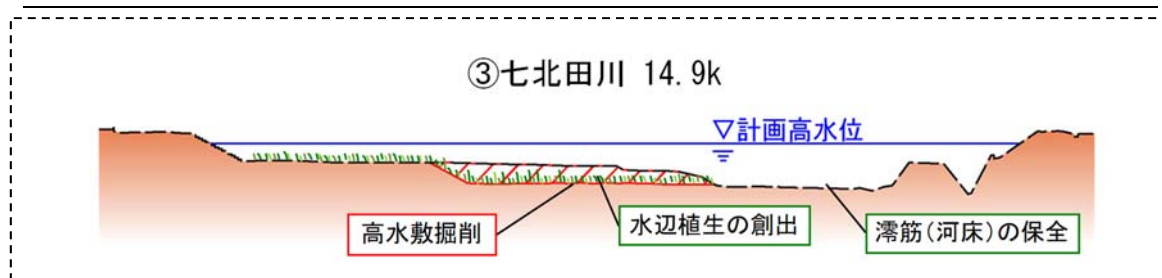 ③七北田川 14.9k
▽計画高水位
高水敷掘削
水辺植生の創出
澪筋(河床)の保全